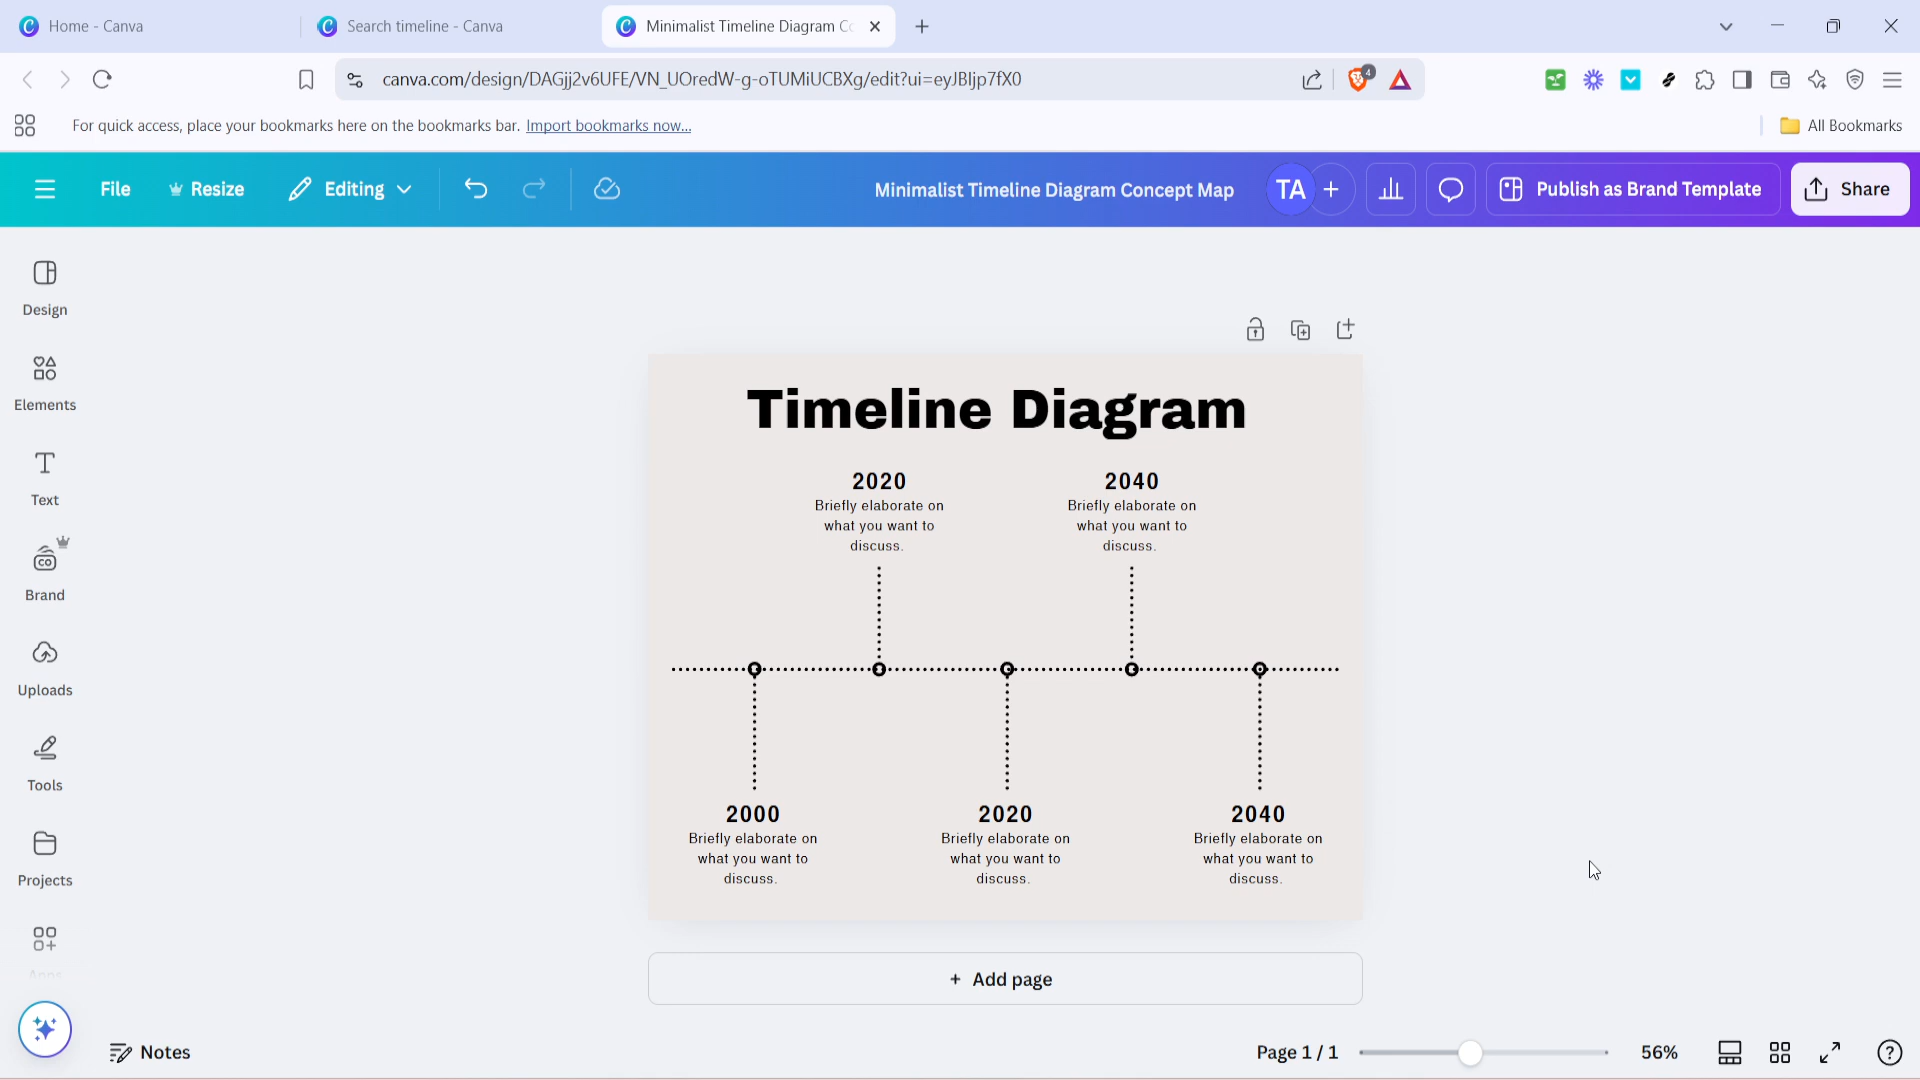 Home - Canva
Search timeline - Canva
Minimalist Timeline Diagram Co
canva.com/design/DAGjj2v6UFE/VN_UOredW-g-oTUMiUCBXg/edit?ui=eyJBIjp7fX0
4
For quick access, place your bookmarks here on the bookmarks bar. Import bookmarks now...
All Bookmarks
File
Resize
Editing
Minimalist Timeline Diagram Concept Map
TA
Publish as Brand Template
Share
Design
Elements
Text
Brand
Uploads
Tools
Projects
Apps
Timeline Diagram
2020
Briefly elaborate on
what you want to
discuss.
2040
Briefly elaborate on
what you want to
discuss.
2000
Briefly elaborate on
what you want to
discuss.
2020
Briefly elaborate on
what you want to
discuss.
2040
Briefly elaborate on
what you want to
discuss.
+ Add page
Notes
Page 1 / 1
56%